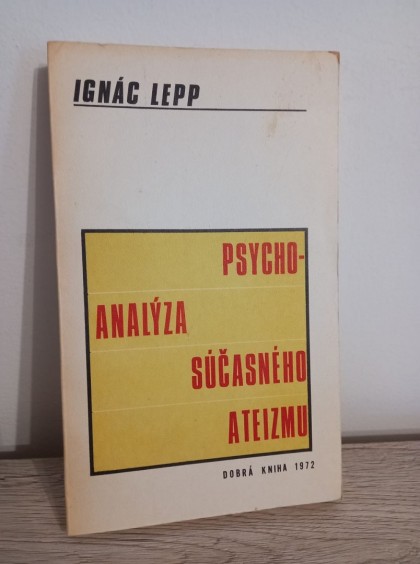 IGNÁC LEPP
PSYCHO-
ANALÝZA
SÚČASNÉHO
ATEIZMU
DOBRÁ KNIHA 1972